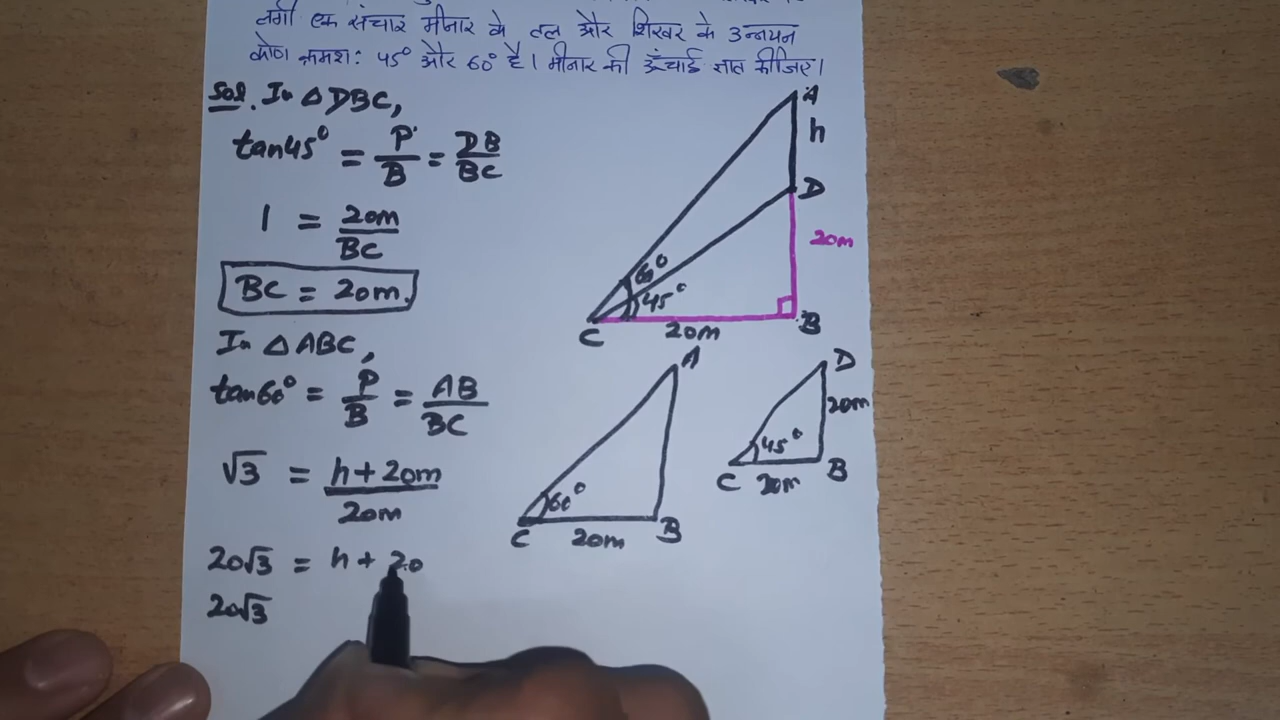 लगी एक संचार मीनार के तल और शिखर के उन्नयन
कोण क्रमशः 45° और 60° है। मीनार की ऊँचाई ज्ञात कीजिए।
Sol. In △DBC,
tan45° = P/B = DB/BC
1 = 20m/BC
BC = 20m.
In △ABC,
tan60° = P/B = AB/BC
√3 = h+20m/20m
20√3 = h+20
20√3
A
h
D
20m
60°
45°
C
20m
B
A
60°
C
20m
B
D
20m
45°
C
20m
B